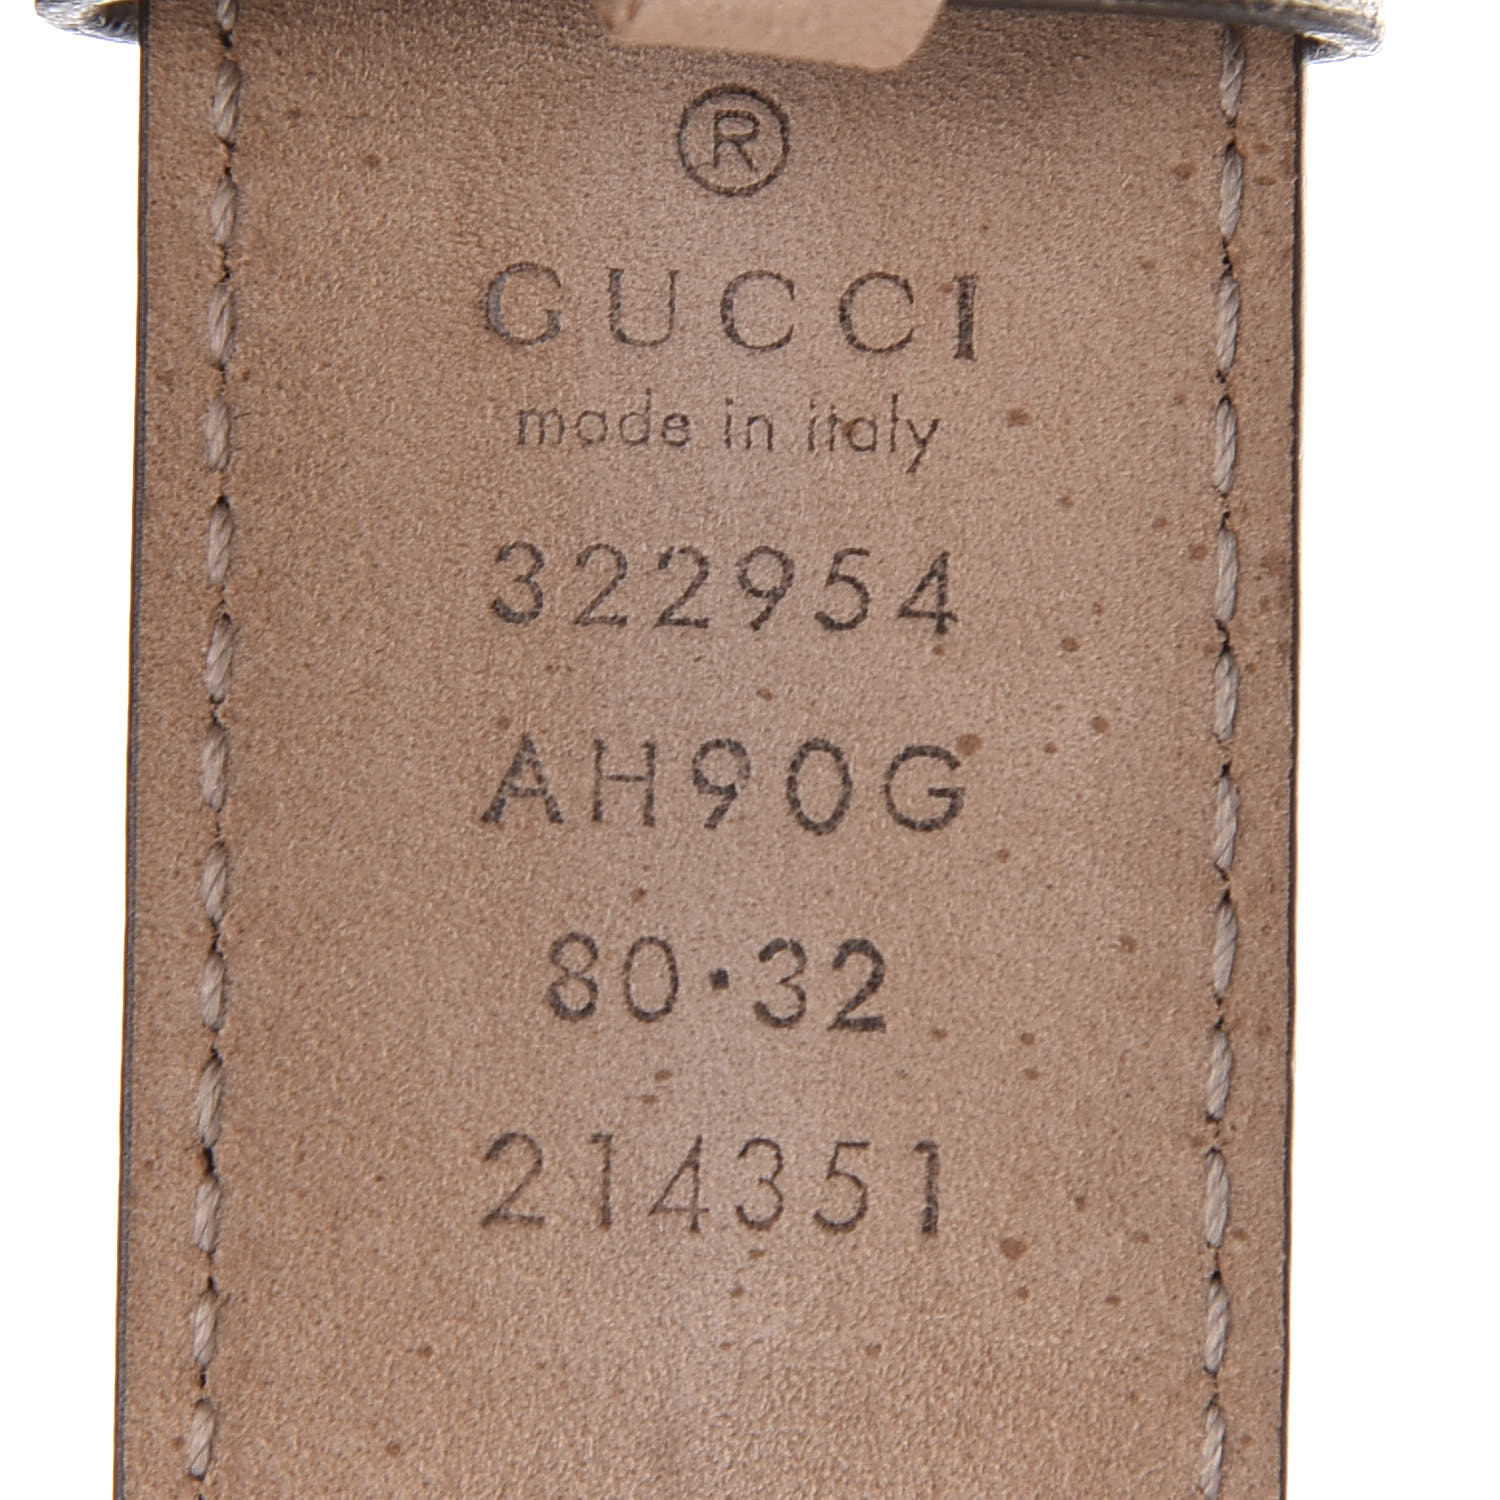 ®
GUCCI
made in italy
322954
AH90G
80·32
214351